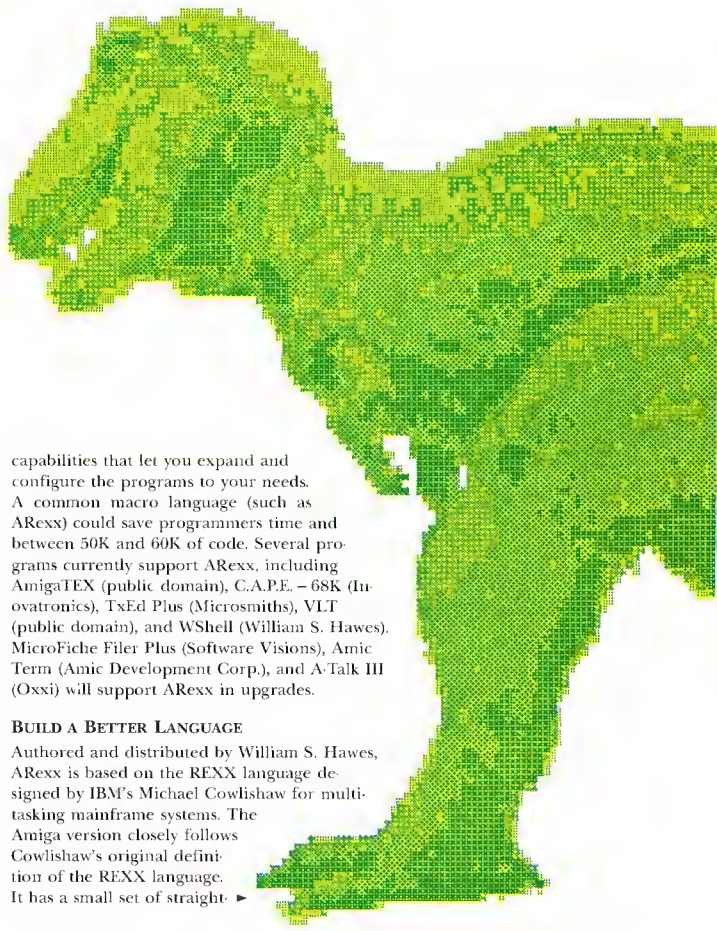 capabilities that let you expand and
configure the programs to your needs.
A common macro language (such as
ARexx) could save programmers time and
between 50K and 60K of code. Several pro-
grams currently support ARexx, including
AmigaTEX (public domain), C.A.P.E. – 68K (In-
ovatronics), TxEd Plus (Microsmiths), VLT
(public domain), and WShell (William S. Hawes).
MicroFiche Filer Plus (Software Visions), Amic
Term (Amic Development Corp.), and A-Talk III
(Oxxi) will support ARexx in upgrades.
BUILD A BETTER LANGUAGE
Authored and distributed by William S. Hawes,
ARexx is based on the REXX language de-
signed by IBM's Michael Cowlishaw for multi-
tasking mainframe systems. The
Amiga version closely follows
Cowlishaw's original defini-
tion of the REXX language.
It has a small set of straight- ►